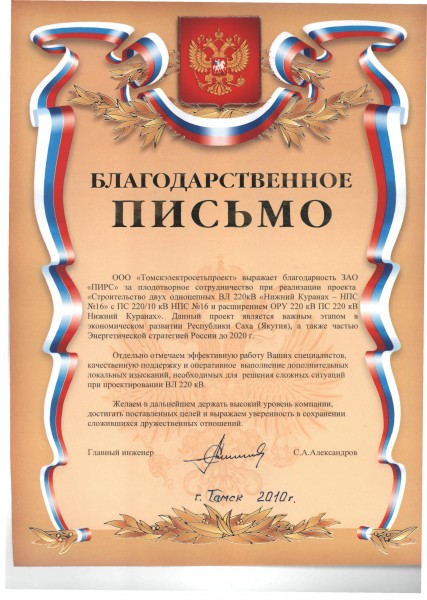 БЛАГОДАРСТВЕННОЕ
ПИСЬМО
ООО «Томскэлектросетьпроект» выражает благодарность ЗАО
«ПИРС» за плодотворное сотрудничество при реализации проекта
«Строительство двух одноцепных ВЛ 220кВ «Нижний Куранах – НПС
№16» с ПС 220/10 кВ НПС №16 и расширением ОРУ 220 кВ ПС 220 кВ
Нижний Куранах». Данный проект является важным этапом в
экономическом развитии Республики Саха (Якутия), а также частью
Энергетической стратегией России до 2020 г.
Отдельно отмечаем эффективную работу Ваших специалистов,
качественную поддержку и оперативное выполнение дополнительных
локальных изысканий, необходимых для решения сложных ситуаций
при проектировании ВЛ 220 кВ.
Желаем в дальнейшем держать высокий уровень компании,
достигать поставленных целей и выражаем уверенность в сохранении
сложившихся дружественных отношений.
Главный инженер С.А.Александров
г. Томск 2010г.